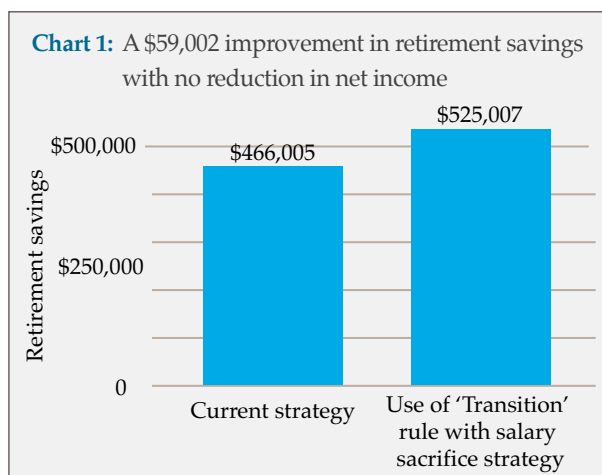 Chart 1: A $59,002 improvement in retirement savings
with no reduction in net income
$525,007
$500,000
$466,005
Retirement savings
$250,000
0
Current strategy
Use of ‘Transition’
rule with salary
sacrifice strategy